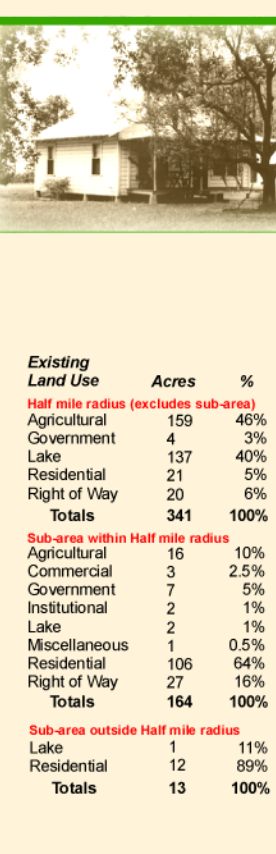 Existing
Land Use Acres %
Half mile radius (excludes sub-area)
Agricultural 159 46%
Government 4 3%
Lake 137 40%
Residential 21 5%
Right of Way 20 6%
Totals 341 100%
Sub-area within Half mile radius
Agricultural 16 10%
Commercial 3 2.5%
Government 7 5%
Institutional 2 1%
Lake 2 1%
Miscellaneous 1 0.5%
Residential 106 64%
Right of Way 27 16%
Totals 164 100%
Sub-area outside Half mile radius
Lake 1 11%
Residential 12 89%
Totals 13 100%